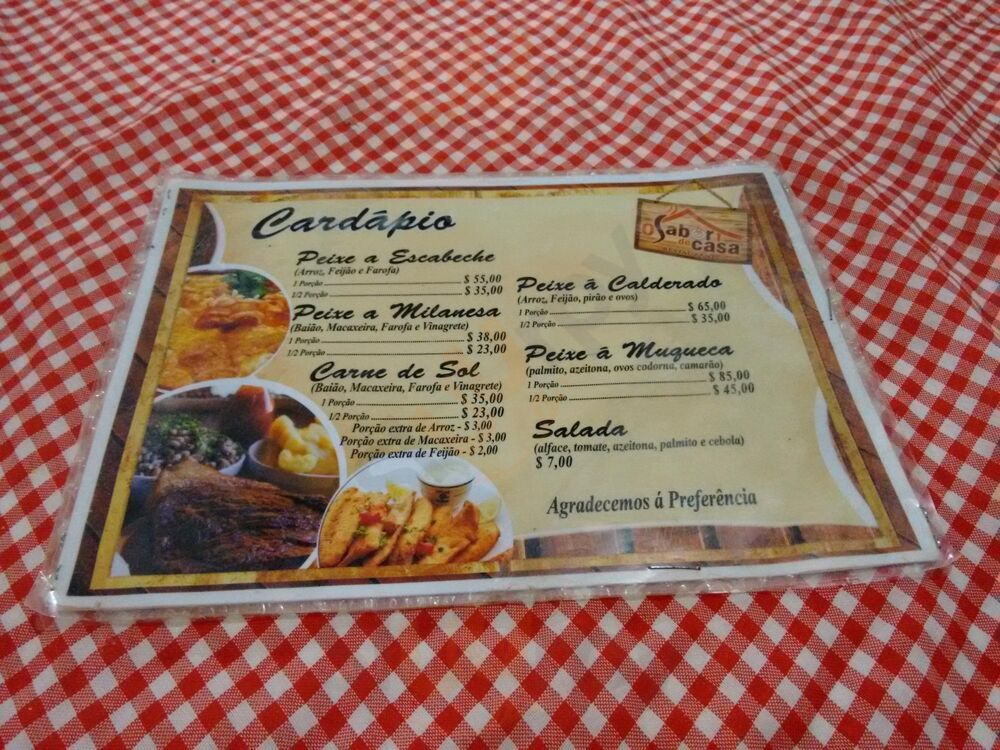 Cardápio
Peixe a Escabeche
(Arroz, Feijão e Farofa)
1 Porção ........ $ 55,00
1/2 Porção ........ $ 35,00
Peixe a Milanesa
(Baião, Macaxeira, Farofa e Vinagrete)
1 Porção ........ $ 38,00
1/2 Porção ........ $ 23,00
Carne de Sol
(Baião, Macaxeira, Farofa e Vinagrete)
1 Porção ........ $ 35,00
1/2 Porção ........ $ 23,00
Porção extra de Arroz - $ 3,00
Porção extra de Macaxeira - $ 3,00
Porção extra de Feijão - $ 2,00
O Sabor
de casa
Peixe á Calderado
(Arroz, Feijão, pirão e ovos)
1 Porção ........ $ 65,00
1/2 Porção ........ $ 35,00
Peixe á Muqueca
(palmito, azeitona, ovos codorna, camarão)
1 Porção ........ $ 85,00
1/2 Porção ........ $ 45,00
Salada
(alface, tomate, azeitona, palmito e cebola)
$ 7,00
Agradecemos á Preferência